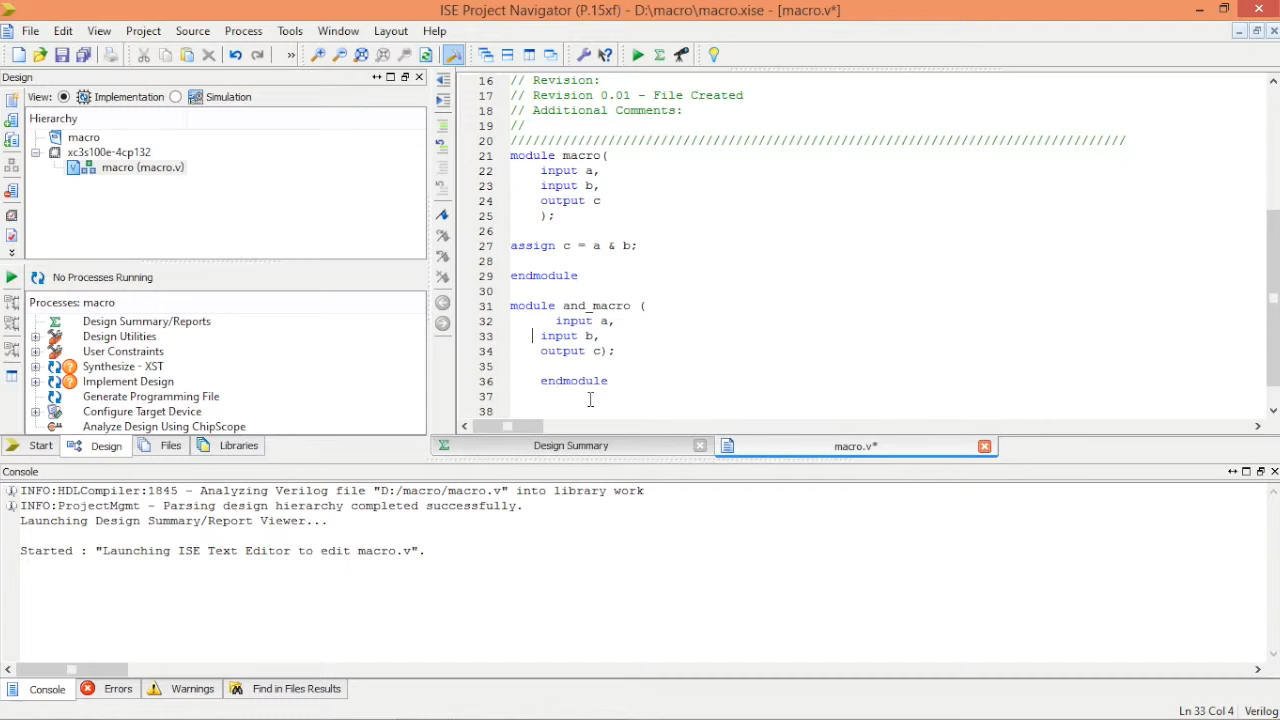 ISE Project Navigator (P.15xf) - D:\macro\macro.xise - [macro.v*]
File Edit View Project Source Process Tools Window Layout Help
Design
View: Implementation Simulation
Hierarchy
macro
xc3s100e-4cp132
macro (macro.v)
No Processes Running
Processes: macro
Design Summary/Reports
Design Utilities
User Constraints
Synthesize - XST
Implement Design
Generate Programming File
Configure Target Device
Analyze Design Using ChipScope
Start Design Files Libraries
16 // Revision:
17 // Revision 0.01 - File Created
18 // Additional Comments:
19 //
20 //////////////////////////////////////////////////////////////////////////////////
21 module macro(
22 input a,
23 input b,
24 output c
25 );
26
27 assign c = a & b;
28
29 endmodule
30
31 module and_macro (
32 input a,
33 input b,
34 output c);
35
36 endmodule
37
38
Design Summary macro.v*
Console
INFO:HDLCompiler:1845 - Analyzing Verilog file "D:/macro/macro.v" into library work
INFO:ProjectMgmt - Parsing design hierarchy completed successfully.
Launching Design Summary/Report Viewer...
Started : "Launching ISE Text Editor to edit macro.v".
Console Errors Warnings Find in Files Results
Ln 33 Col 4 Verilog